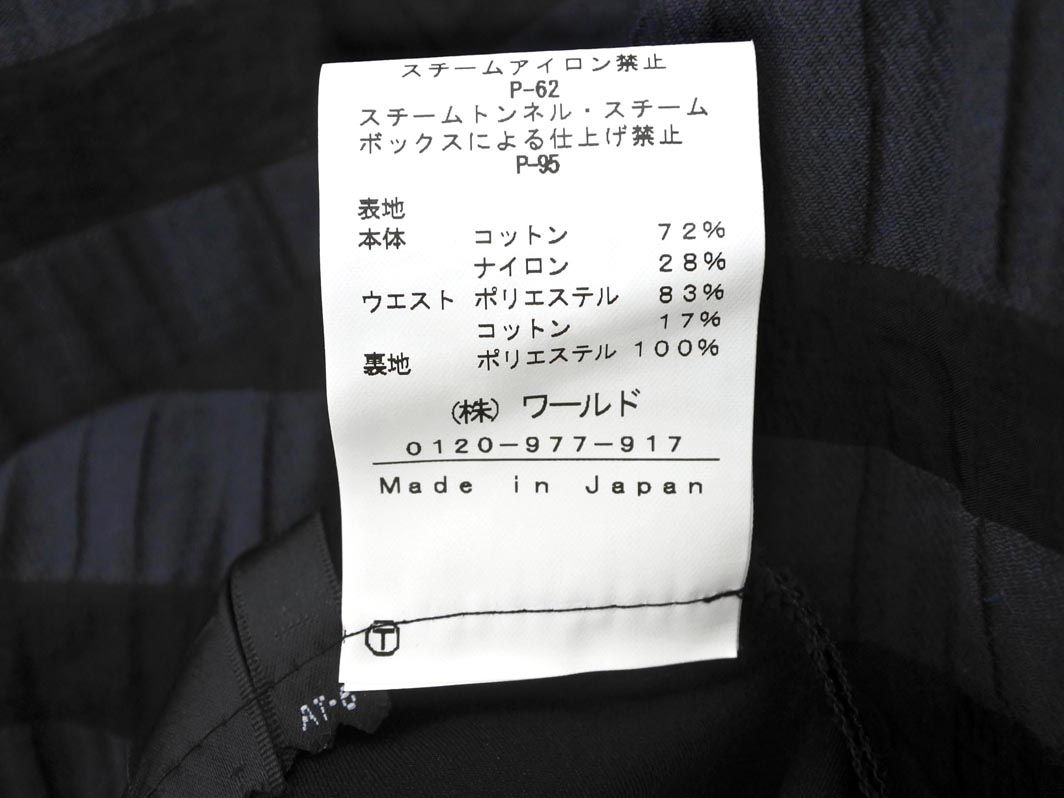 スチームアイロン禁止
P-62
スチームトンネル・スチーム
ボックスによる仕上げ禁止
P-95
表地
本体 コットン 72%
ナイロン 28%
ウエスト ポリエステル 83%
コットン 17%
裏地 ポリエステル 100%
(株) ワールド
0120-977-917
Made in Japan
T
AT-6